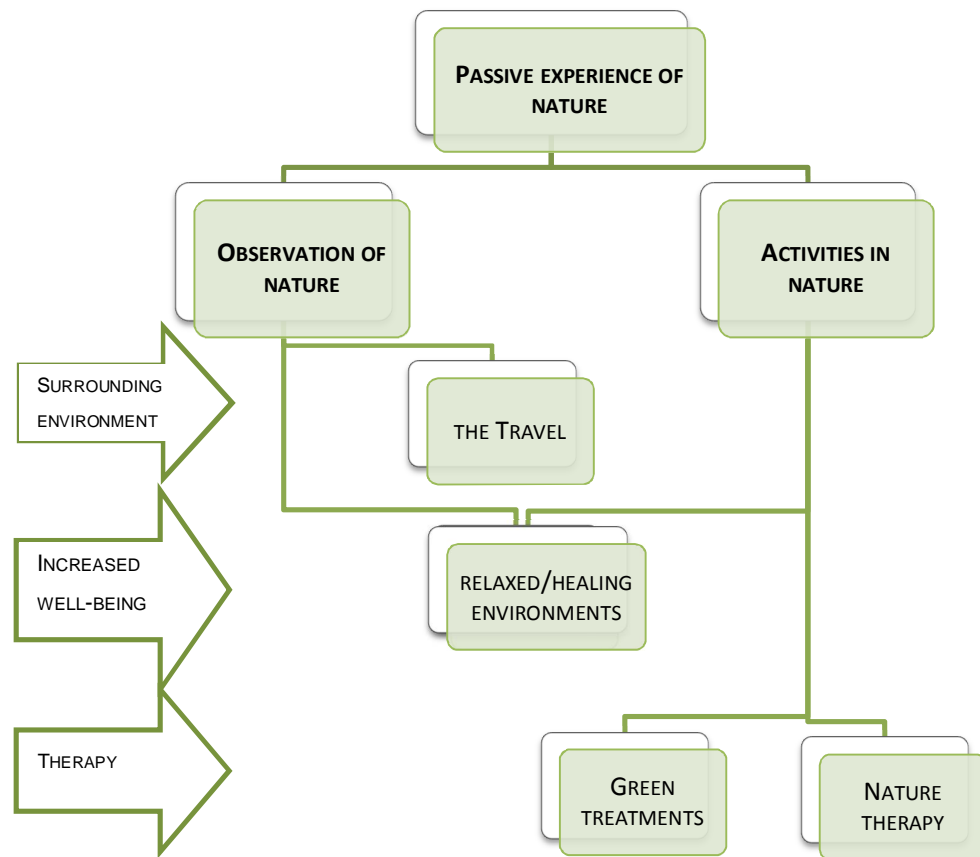 PASSIVE EXPERIENCE OF
NATURE
OBSERVATION OF
NATURE
ACTIVITIES IN
NATURE
SURROUNDING
ENVIRONMENT
THE TRAVEL
INCREASED
WELL-BEING
RELAXED/HEALING
ENVIRONMENTS
THERAPY
GREEN
TREATMENTS
NATURE
THERAPY